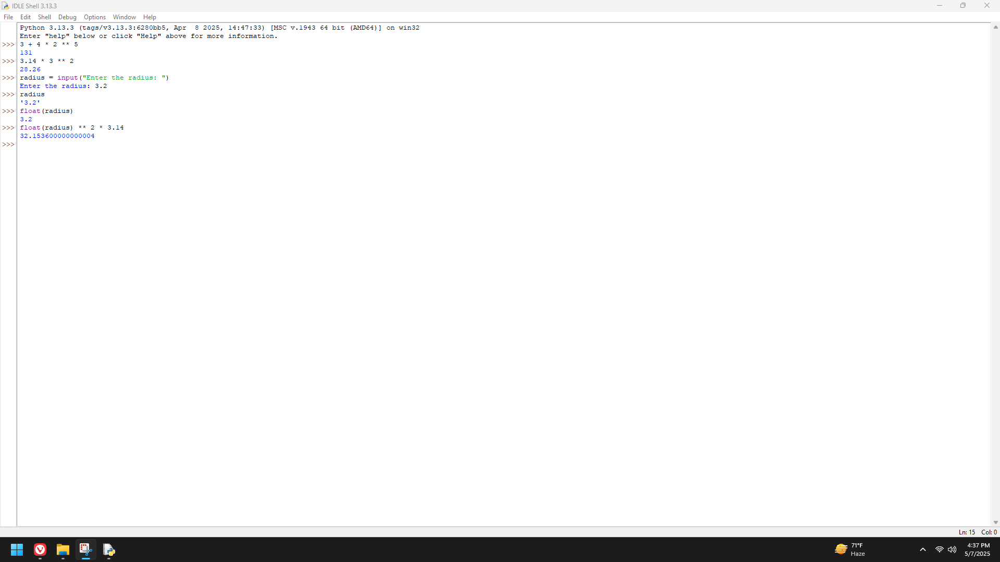 IDLE Shell 3.13.3
File Edit Shell Debug Options Window Help
Python 3.13.3 (tags/v3.13.3:6280bb5, Apr  8 2025, 14:47:33) [MSC v.1943 64 bit (AMD64)] on win32
Enter "help" below or click "Help" above for more information.
>>> 3 + 4 * 2 ** 5
131
>>> 3.14 * 3 ** 2
28.26
>>> radius = input("Enter the radius: ")
Enter the radius: 3.2
>>> radius
'3.2'
>>> float(radius)
3.2
>>> float(radius) ** 2 * 3.14
32.153600000000004
>>>
Ln: 15 Col: 0
71°F
Haze
4:37 PM
5/7/2025